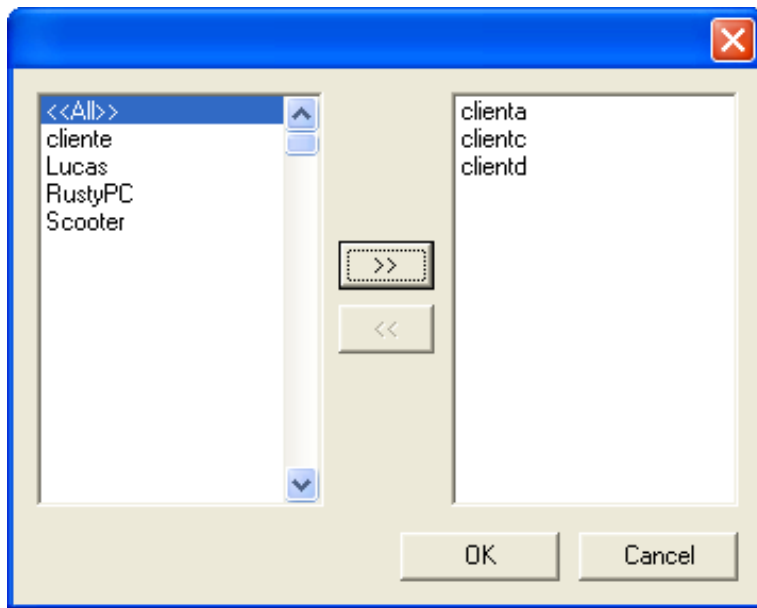 <<All>>
cliente
Lucas
RustyPC
Scooter
>>
<<
clienta
clientc
clientd
OK
Cancel